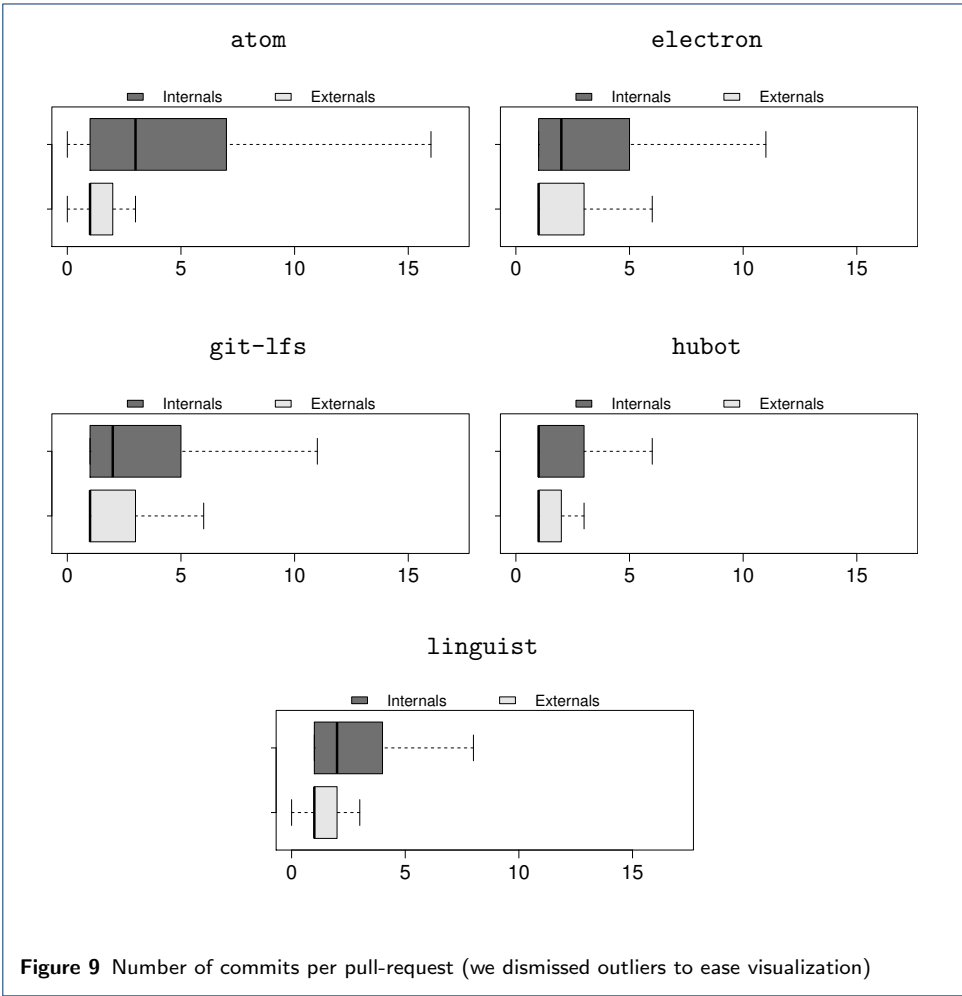 atom
Internals Externals
0 5 10 15
electron
Internals Externals
0 5 10 15
git-lfs
Internals Externals
0 5 10 15
hubot
Internals Externals
0 5 10 15
linguist
Internals Externals
0 5 10 15
Figure 9 Number of commits per pull-request (we dismissed outliers to ease visualization)